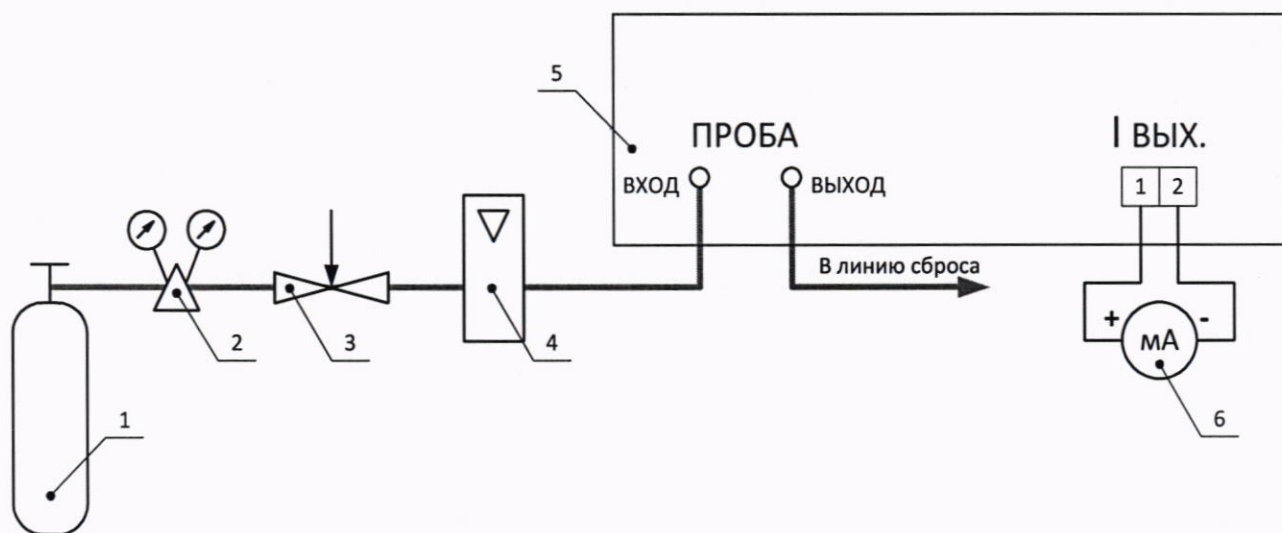 5
ПРОБА
I ВЫХ.
ВХОД
ВЫХОД
1 2
В линию сброса
+ -
мА
2
3
4
1
6